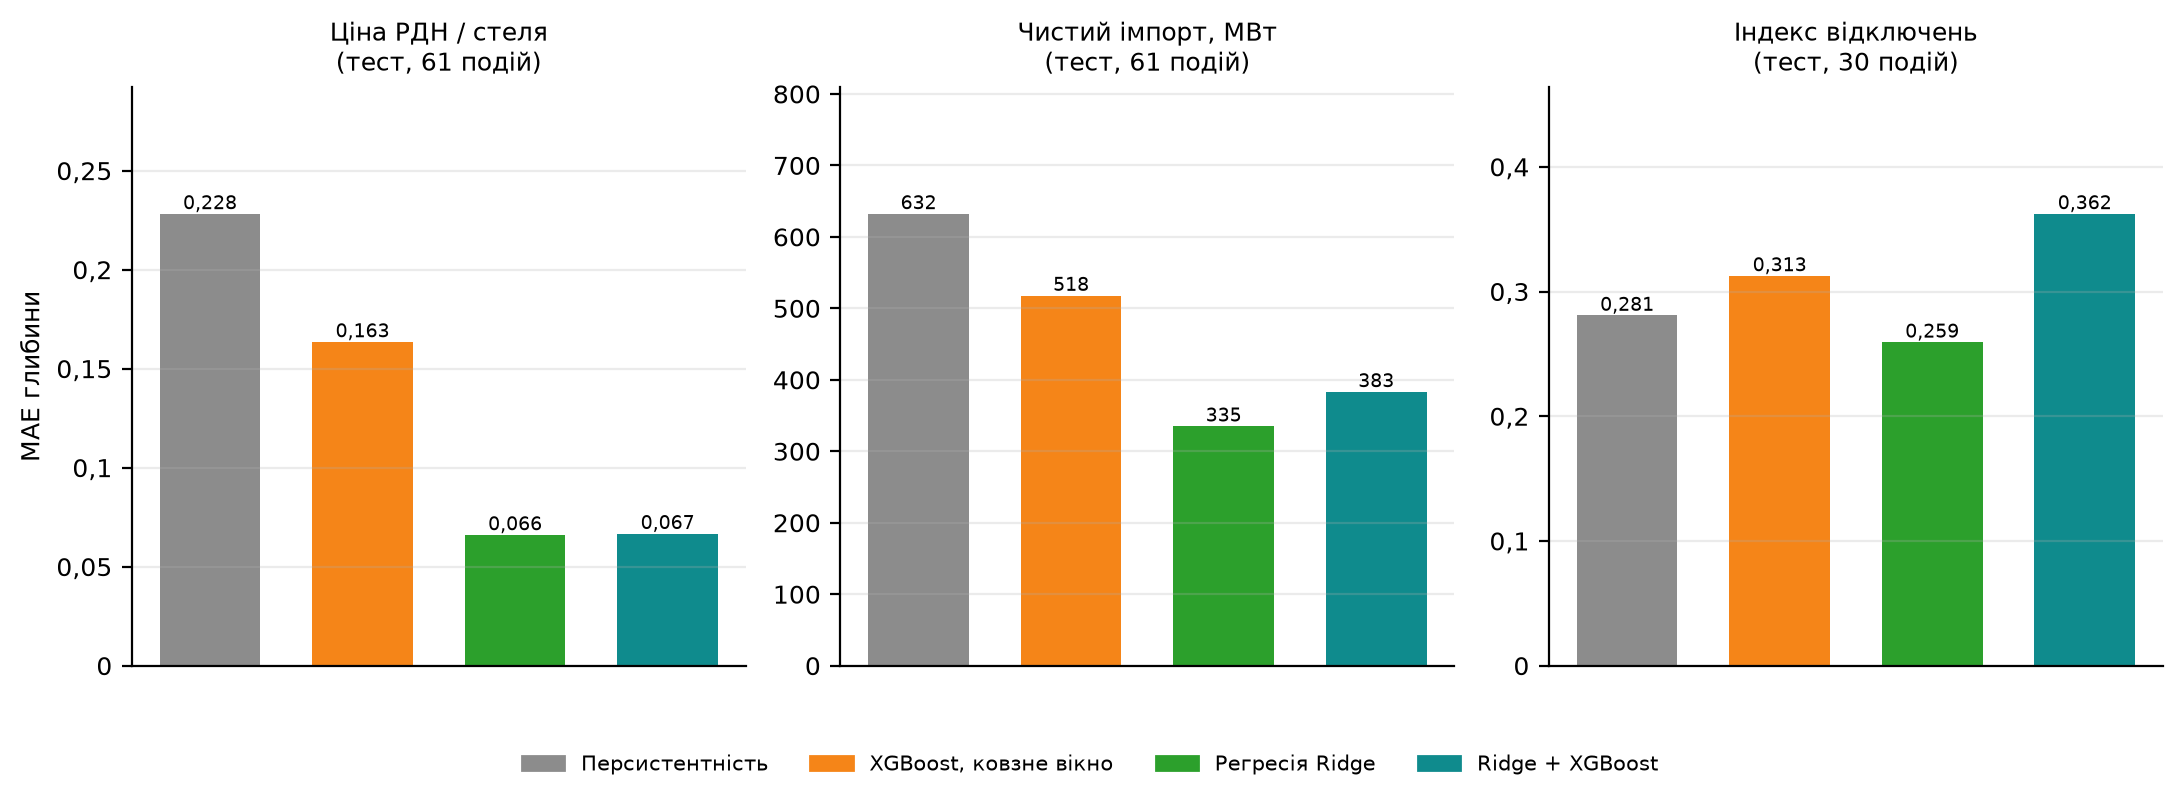 Ціна РДН / стеля
(тест, 61 подій)
МАЕ глибини
0,25
0,2
0,15
0,1
0,05
0
0,228
0,163
0,066
0,067
Чистий імпорт, МВт
(тест, 61 подій)
800
700
600
500
400
300
200
100
0
632
518
335
383
Індекс відключень
(тест, 30 подій)
0,4
0,3
0,2
0,1
0
0,281
0,313
0,259
0,362
Персистентність
XGBoost, ковзне вікно
Регресія Ridge
Ridge + XGBoost